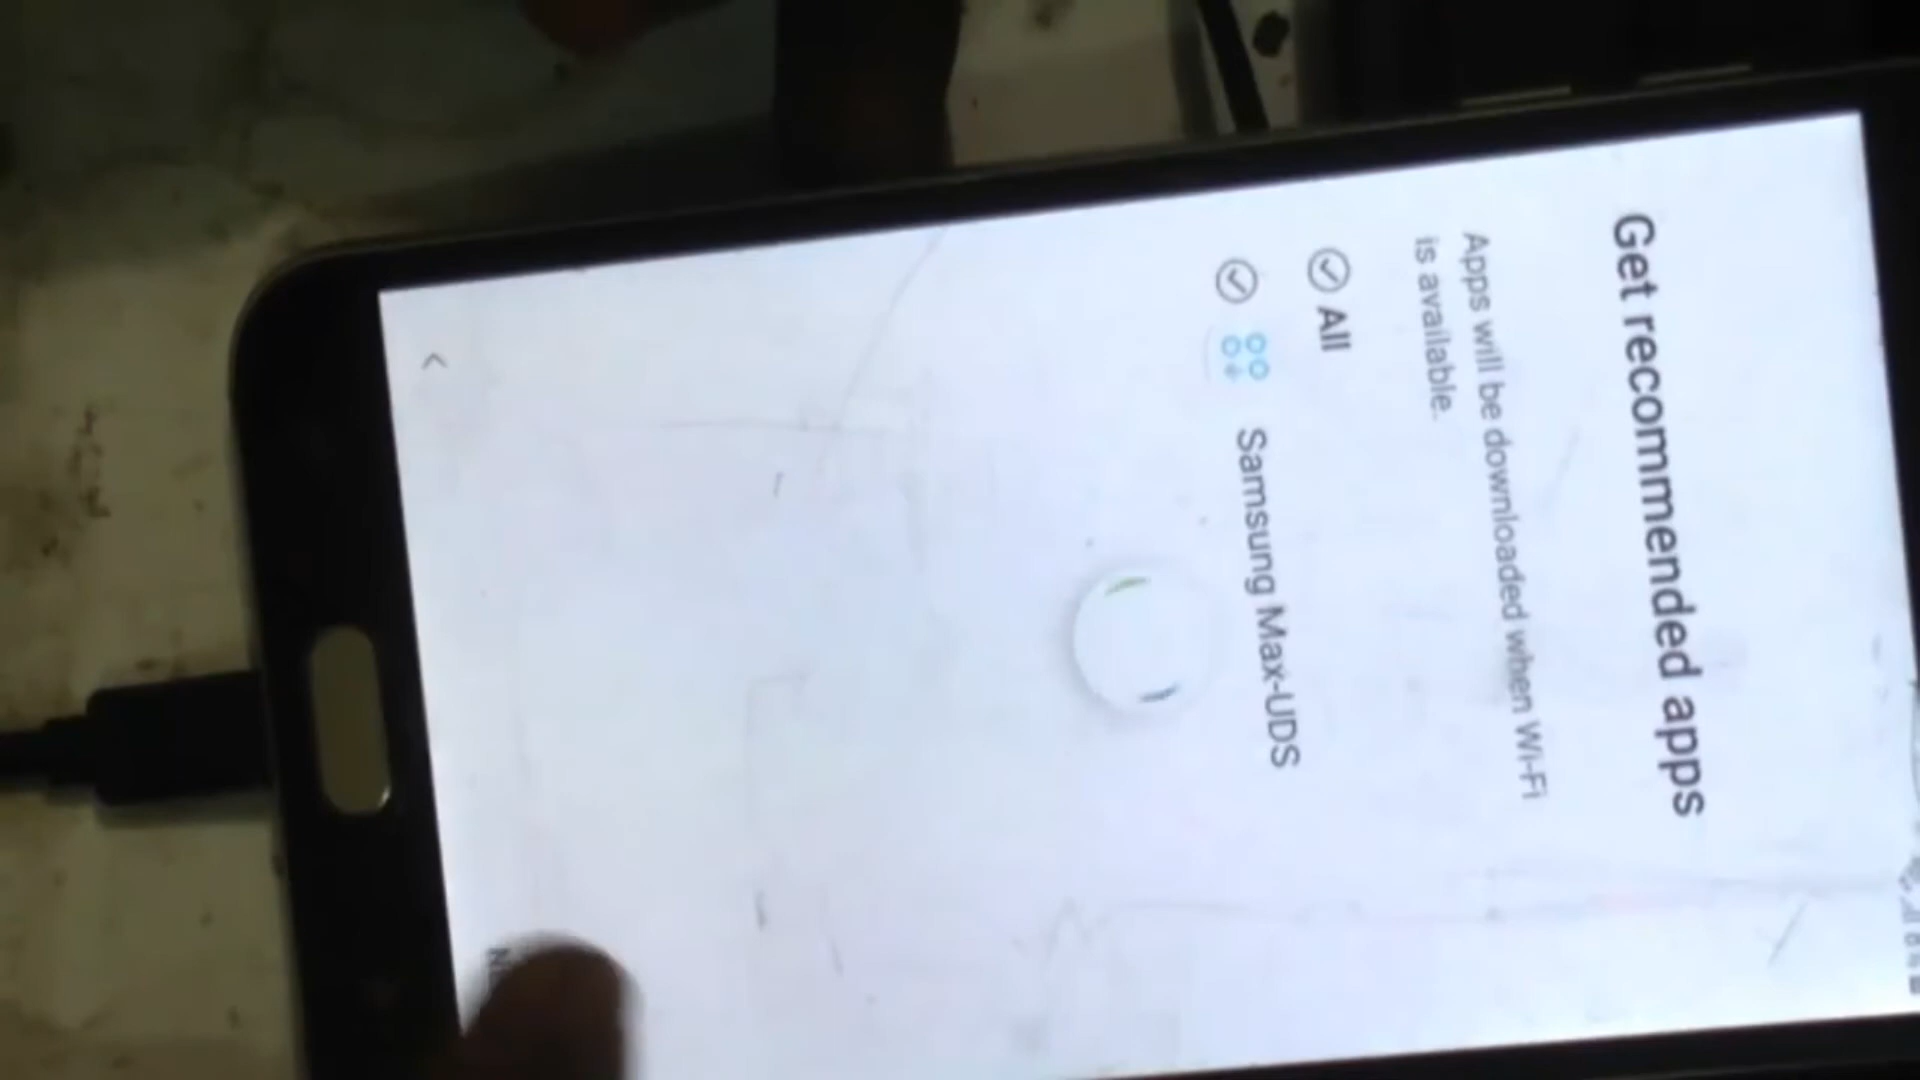 Get recommended apps
Apps will be downloaded when Wi-Fi
is available.
All
Samsung Max-UDS